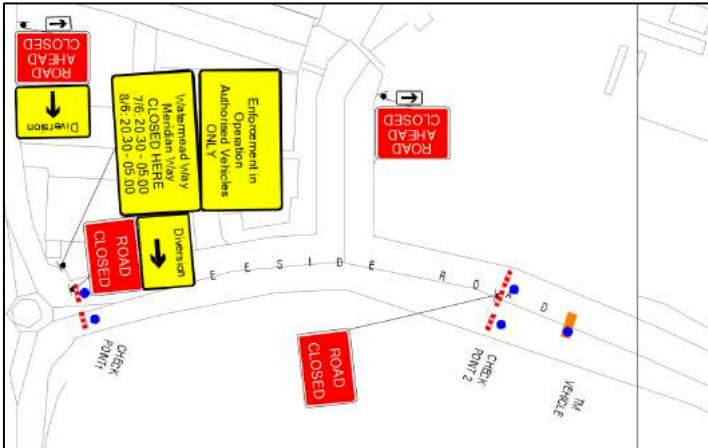 ROAD
AHEAD
CLOSED
Diversion
Watermead Way
Meridian Way
CLOSED HERE
7/6: 20.30 - 05.00
8/6: 20.30 - 05.00
Enforcement in
Operation
Authorised Vehicles
ONLY
ROAD
AHEAD
CLOSED
ROAD
CLOSED
Diversion
E E S I D E R O A D
ROAD
CLOSED
CHECK
POINT1
CHECK
POINT 2
TM
VEHICLE